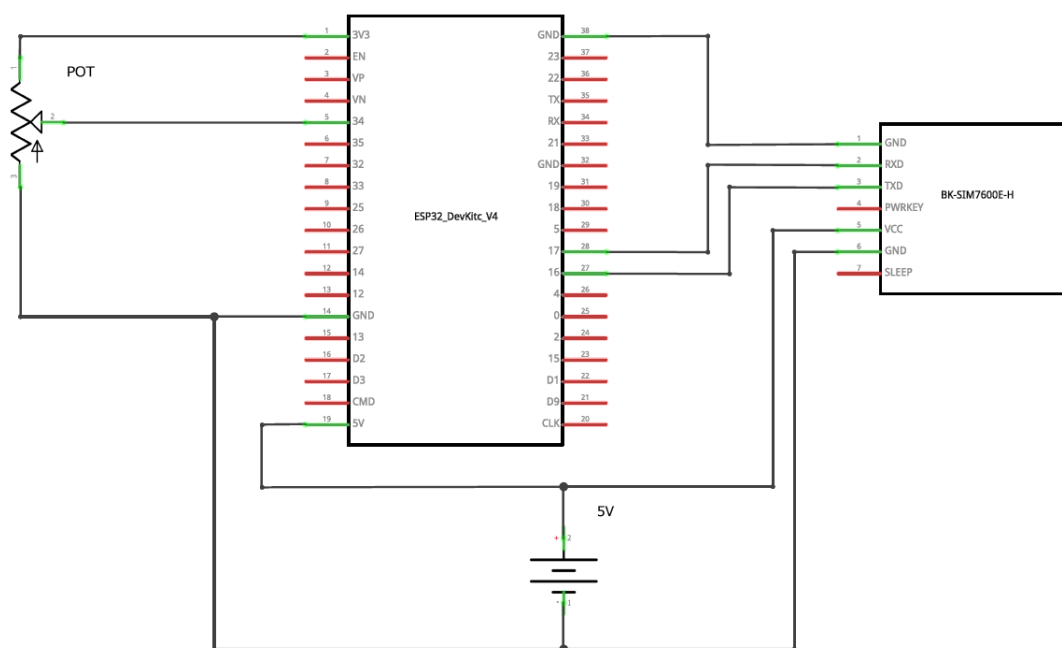 POT
1
2
3
ESP32_DevKitc_V4
1 3V3
2 EN
3 VP
4 VN
5 34
6 35
7 32
8 33
9 25
10 26
11 27
12 14
13 12
14 GND
15 13
16 D2
17 D3
18 CMD
19 5V
GND 38
23 37
22 36
TX 35
RX 34
21 33
GND 32
19 31
18 30
5 29
17 28
16 27
4 26
0 25
2 24
15 23
D1 22
D9 21
CLK 20
BK-SIM7600E-H
1 GND
2 RXD
3 TXD
4 PWRKEY
5 VCC
6 GND
7 SLEEP
5V
+ 2
- 1